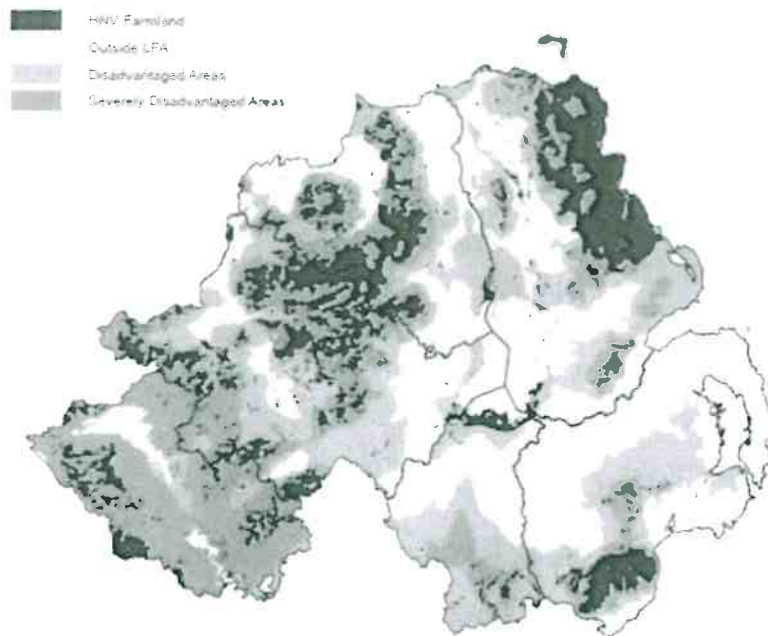 HNV Farmland
Outside LFA
Disadvantaged Areas
Severely Disadvantaged Areas